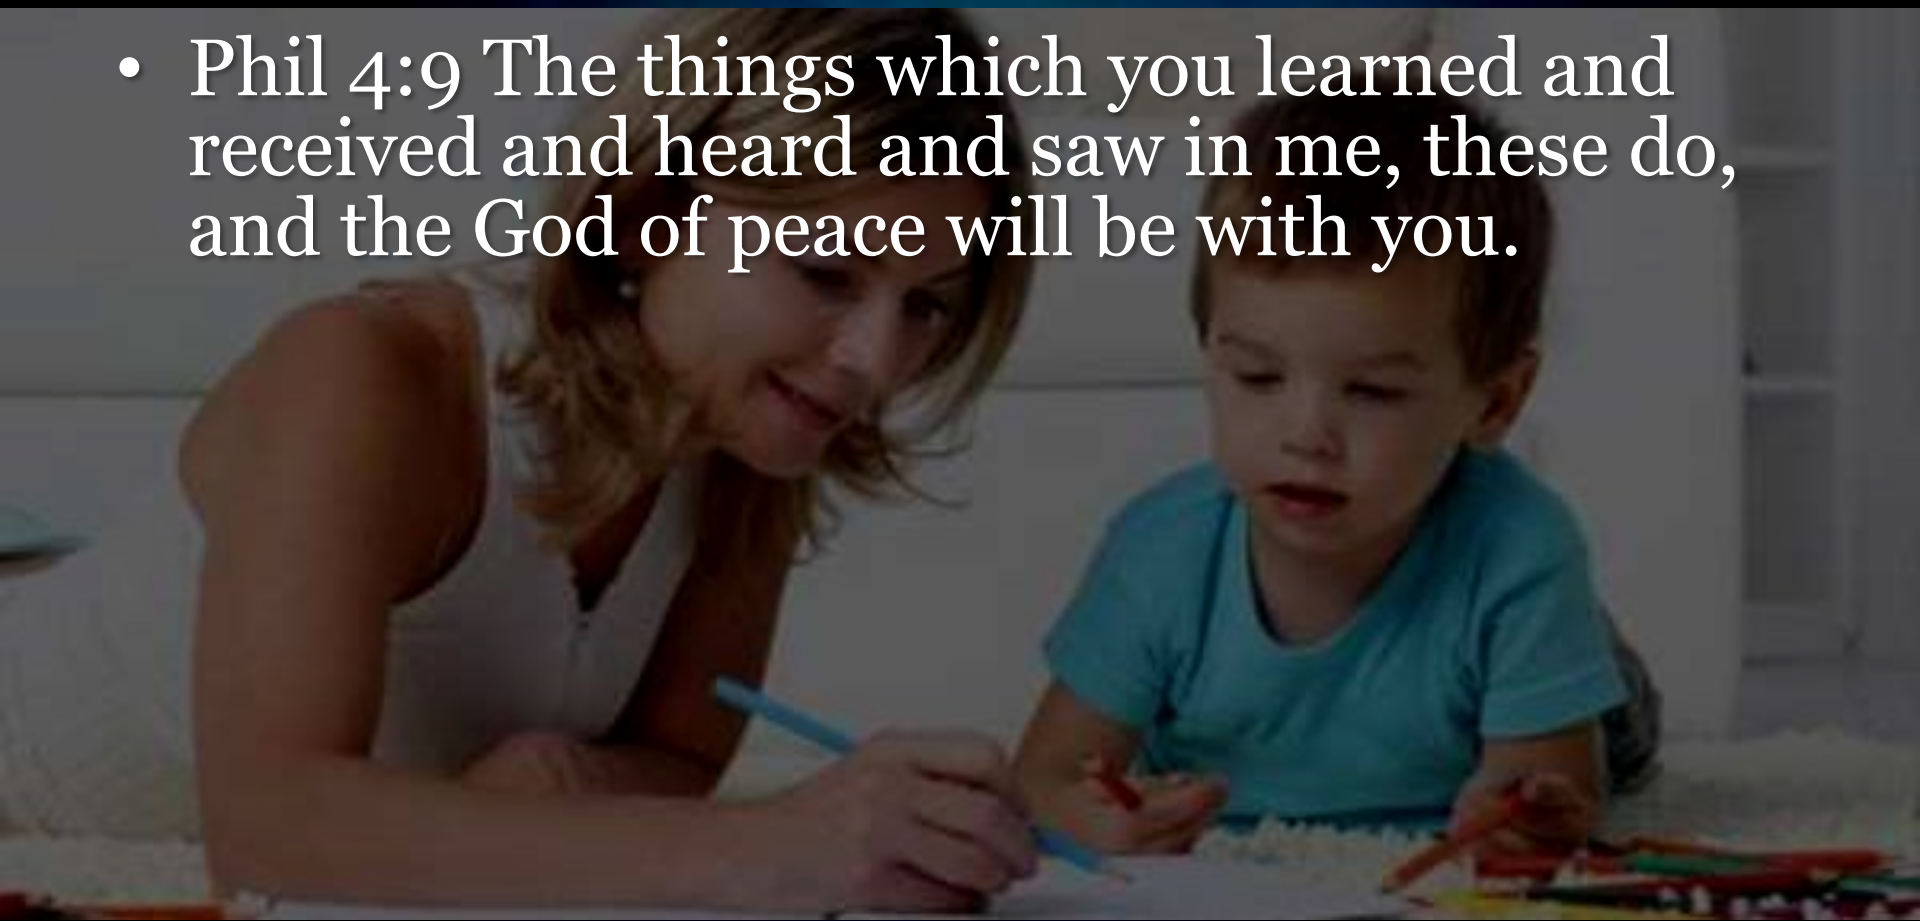 • Phil 4:9 The things which you learned and
received and heard and saw in me, these do,
and the God of peace will be with you.